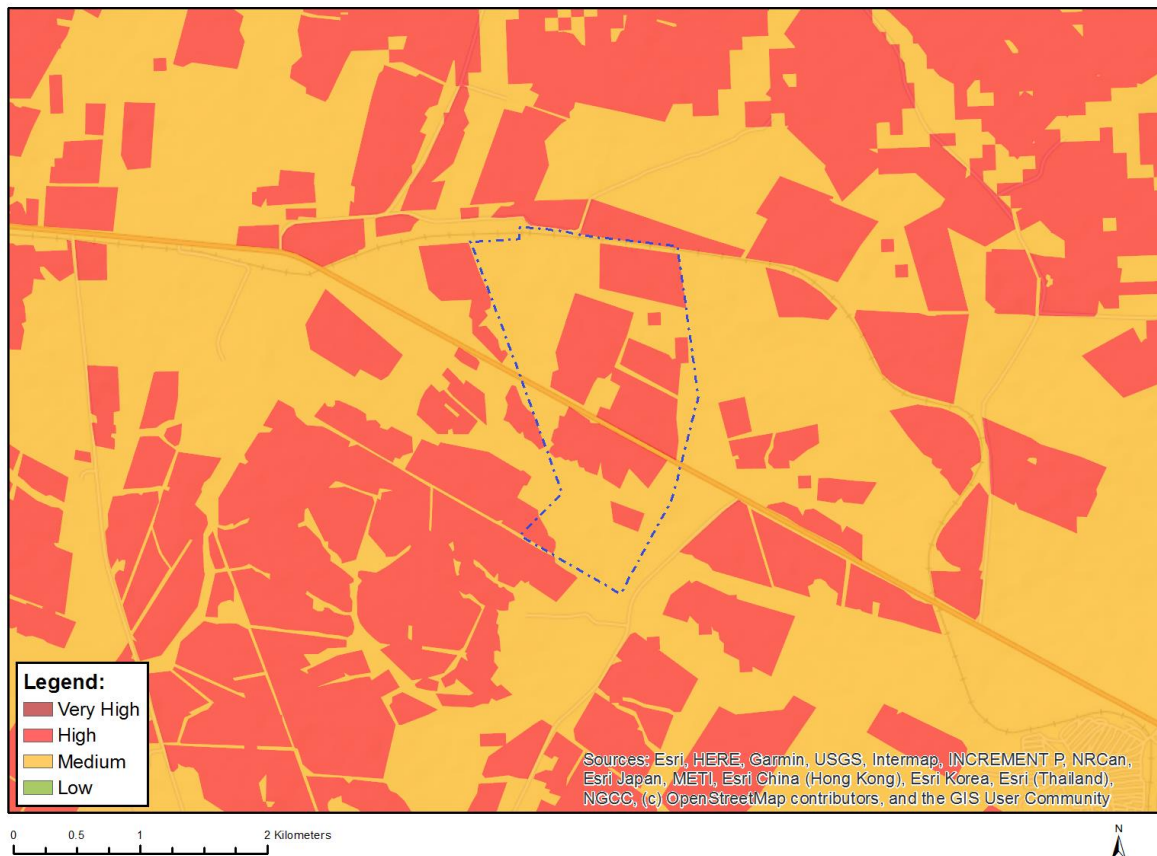 Legend:
Very High
High
Medium
Low
Sources: Esri, HERE, Garmin, USGS, Intermap, INCREMENT P, NRCan,
Esri Japan, METI, Esri China (Hong Kong), Esri Korea, Esri (Thailand),
NGCC, (c) OpenStreetMap contributors, and the GIS User Community
0 0.5 1 2 Kilometers
N